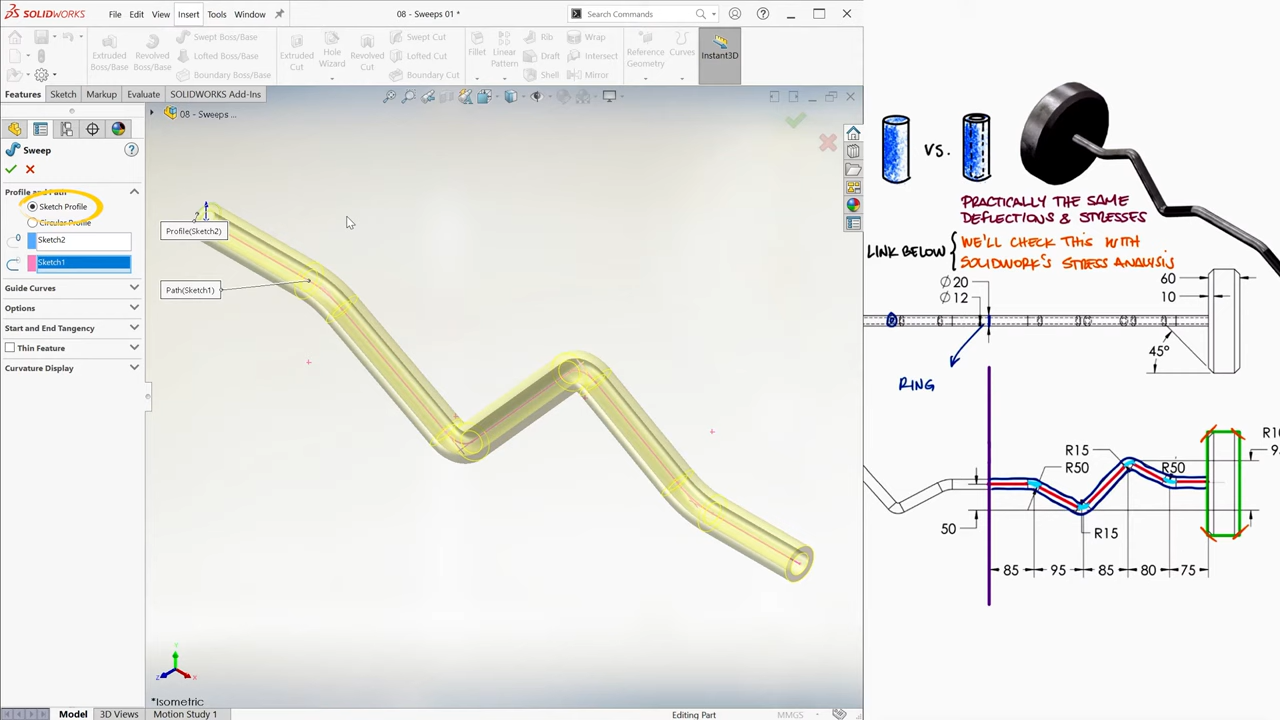 SOLIDWORKS
File
Edit
View
Insert
Tools
Window
08 - Sweeps 01 *
Search Commands
Extruded Boss/Base
Revolved Boss/Base
Swept Boss/Base
Lofted Boss/Base
Boundary Boss/Base
Extruded Cut
Hole Wizard
Revolved Cut
Swept Cut
Lofted Cut
Boundary Cut
Fillet
Linear Pattern
Rib
Draft
Shell
Wrap
Intersect
Mirror
Reference Geometry
Curves
Instant3D
Features
Sketch
Markup
Evaluate
SOLIDWORKS Add-Ins
08 - Sweeps ...
Sweep
Profile and Path
Sketch Profile
Circular Profile
Sketch2
Sketch1
Guide Curves
Options
Start and End Tangency
Thin Feature
Curvature Display
Profile(Sketch2)
Path(Sketch1)
Y
X
Z
*Isometric
Model
3D Views
Motion Study 1
Editing Part
MMGS
VS.
PRACTICALLY THE SAME
DEFLECTIONS & STRESSES
LINK BELOW
WE'LL CHECK THIS WITH
SOLIDWORK'S STRESS ANALYSIS
Ø 20
Ø 12
60
10
45°
RING
R15
R50
R50
R15
50
85
95
85
80
75